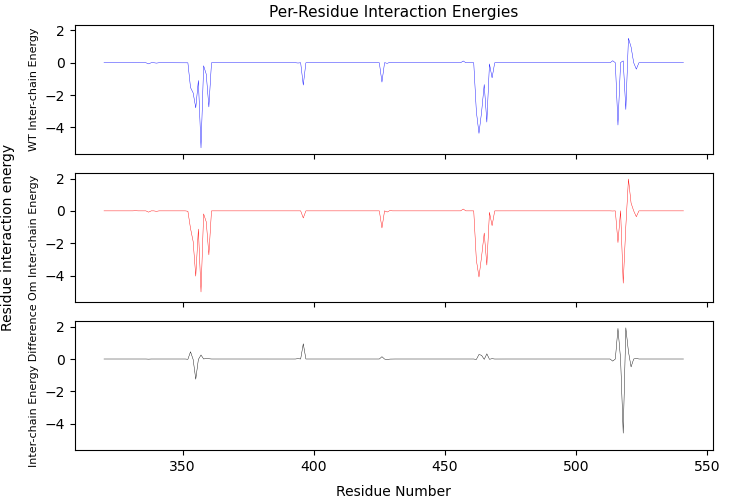 Per-Residue Interaction Energies
Residue interaction energy
WT Inter-chain Energy
2
0
−2
−4
Om Inter-chain Energy
2
0
−2
−4
Inter-chain Energy Difference
2
0
−2
−4
350
400
450
500
550
Residue Number